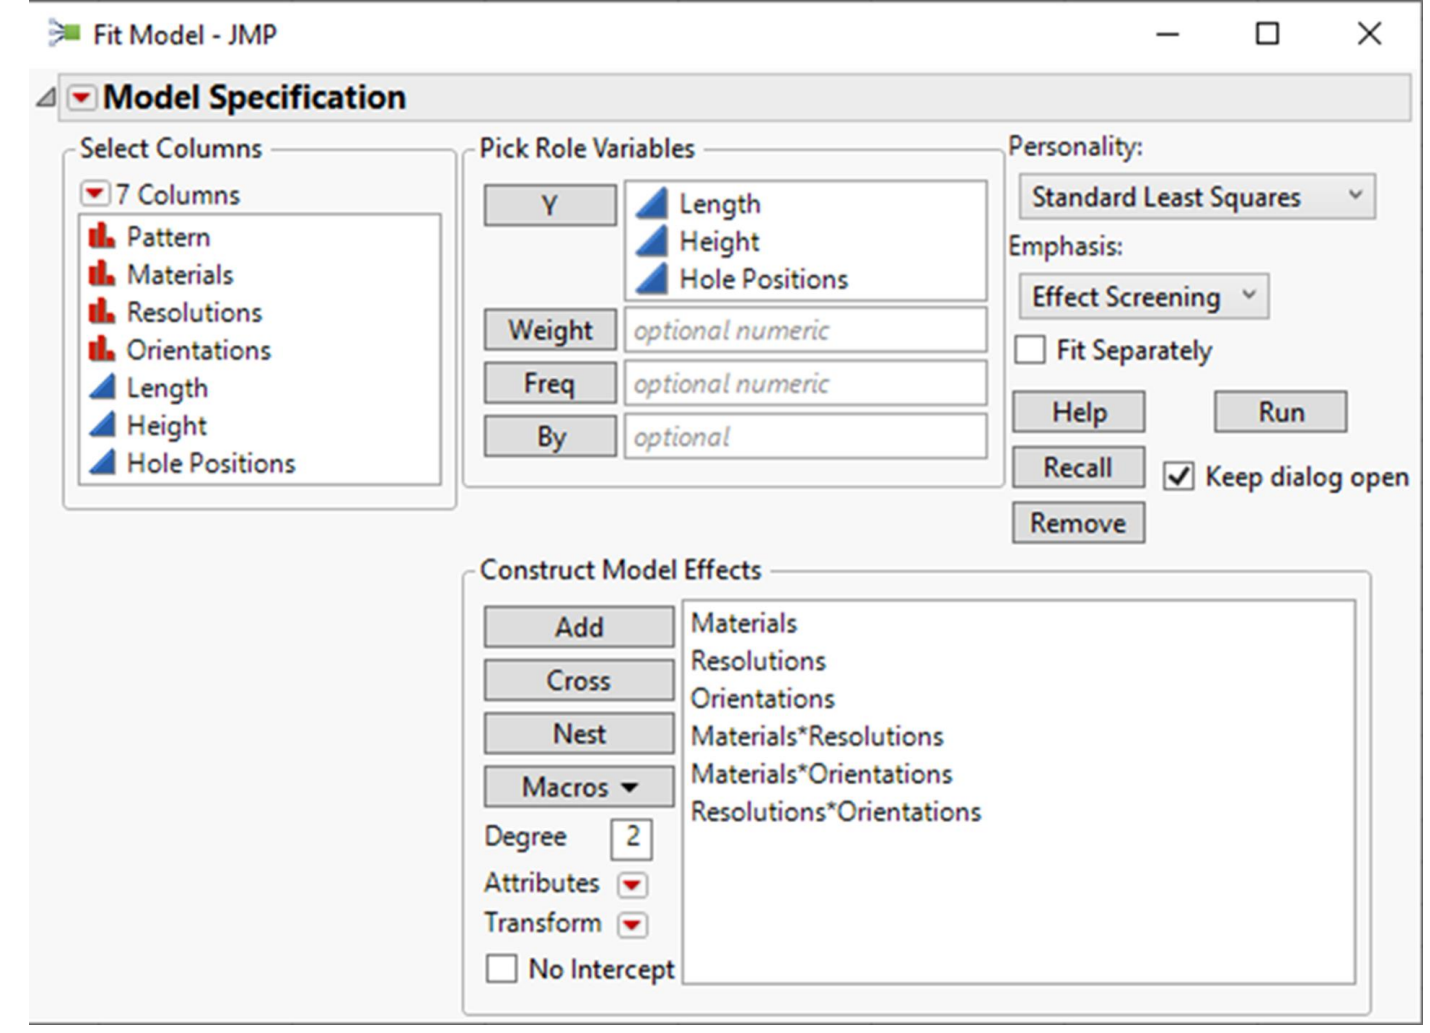 Fit Model - JMP
Model Specification
Select Columns
7 Columns
Pattern
Materials
Resolutions
Orientations
Length
Height
Hole Positions
Pick Role Variables
Y
Length
Height
Hole Positions
Weight optional numeric
Freq optional numeric
By optional
Personality:
Standard Least Squares
Emphasis:
Effect Screening
Fit Separately
Help Run
Recall Keep dialog open
Remove
Construct Model Effects
Add
Cross
Nest
Macros
Degree 2
Attributes
Transform
No Intercept
Materials
Resolutions
Orientations
Materials*Resolutions
Materials*Orientations
Resolutions*Orientations